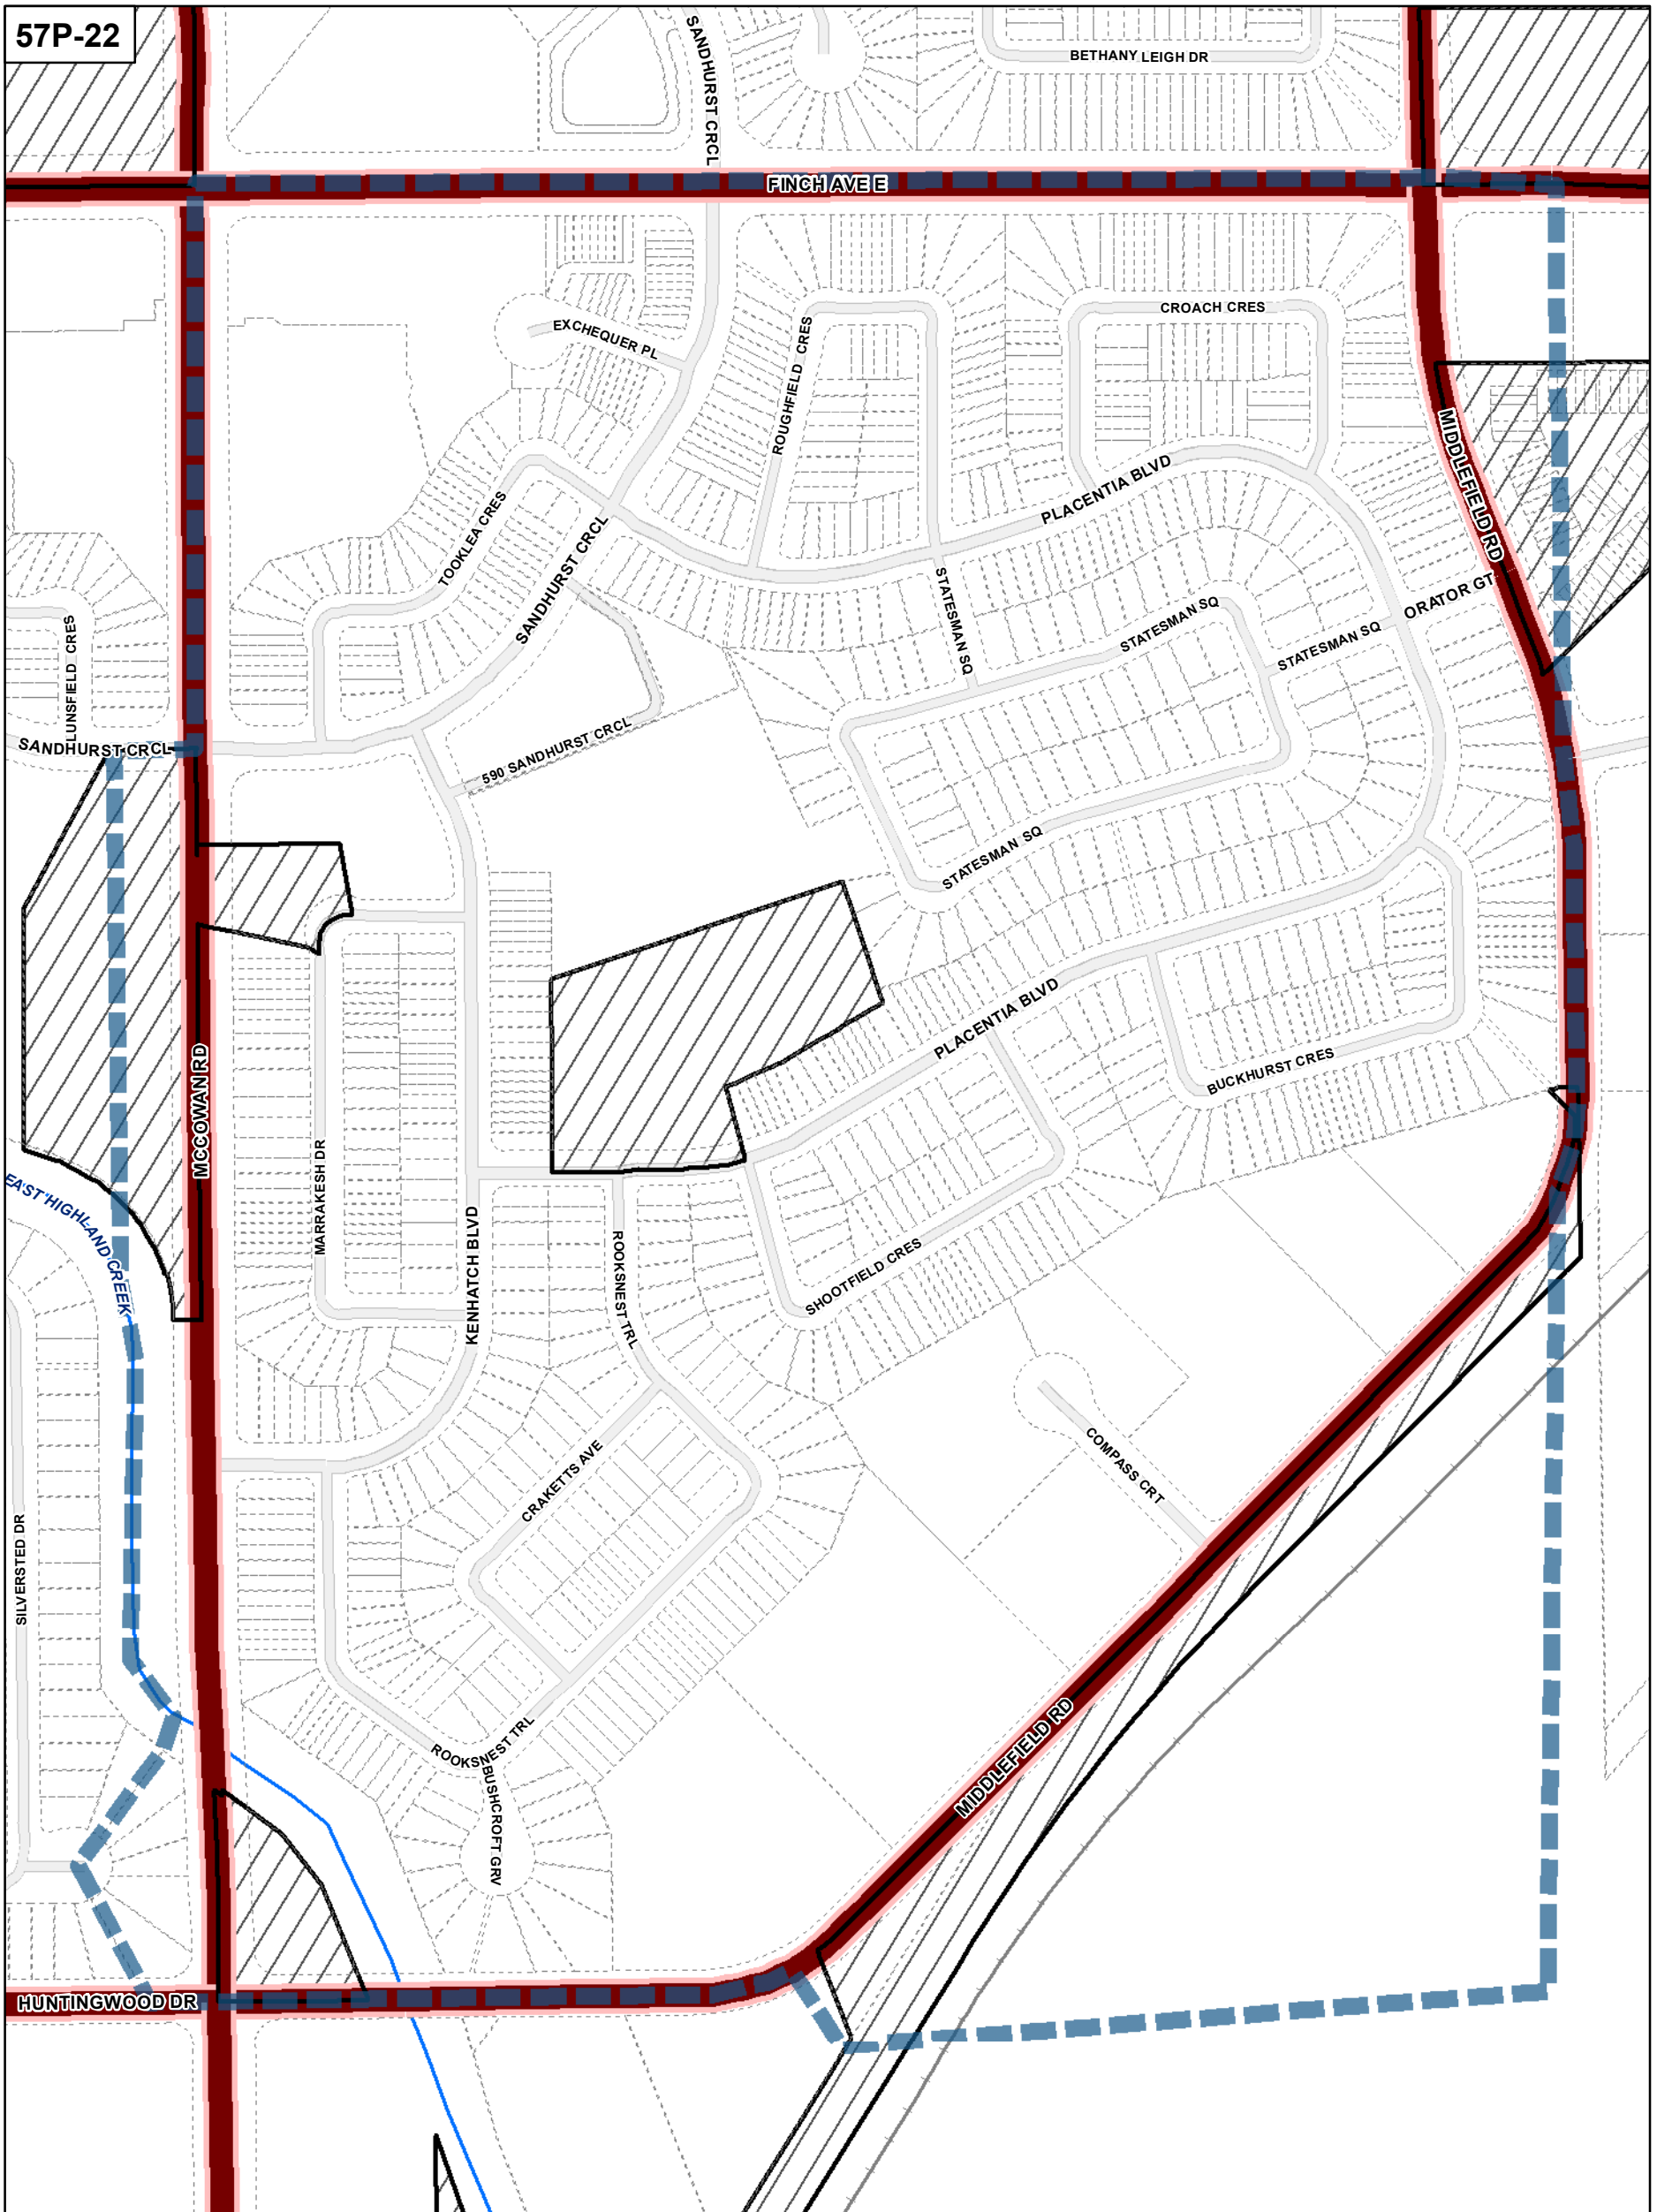 57P-22
SANDHURST CRCL
BETHANY LEIGH DR
FINCH AVE E
EXCHEQUER PL
ROUGHFIELD CRES
CROACH CRES
MIDDLEFIELD RD
PLACENTIA BLVD
TOOKLEA CRES
SANDHURST CRCL
STATESMAN SQ
STATESMAN SQ
ORATOR GT
STATESMAN SQ
LUNSFIELD CRES
SANDHURST CRCL
590 SANDHURST CRCL
STATESMAN SQ
PLACENTIA BLVD
MCCOWAN RD
BUCKHURST CRES
MARRAKESH DR
EAST HIGHLAND CREEK
KENHATCH BLVD
ROOKSNEST TRL
SHOOTFIELD CRES
CRAKETTS AVE
COMPASS CRT
SILVERSTED DR
MIDDLEFIELD RD
ROOKSNEST TRL
BUSHCROFT GRV
HUNTINGWOOD DR